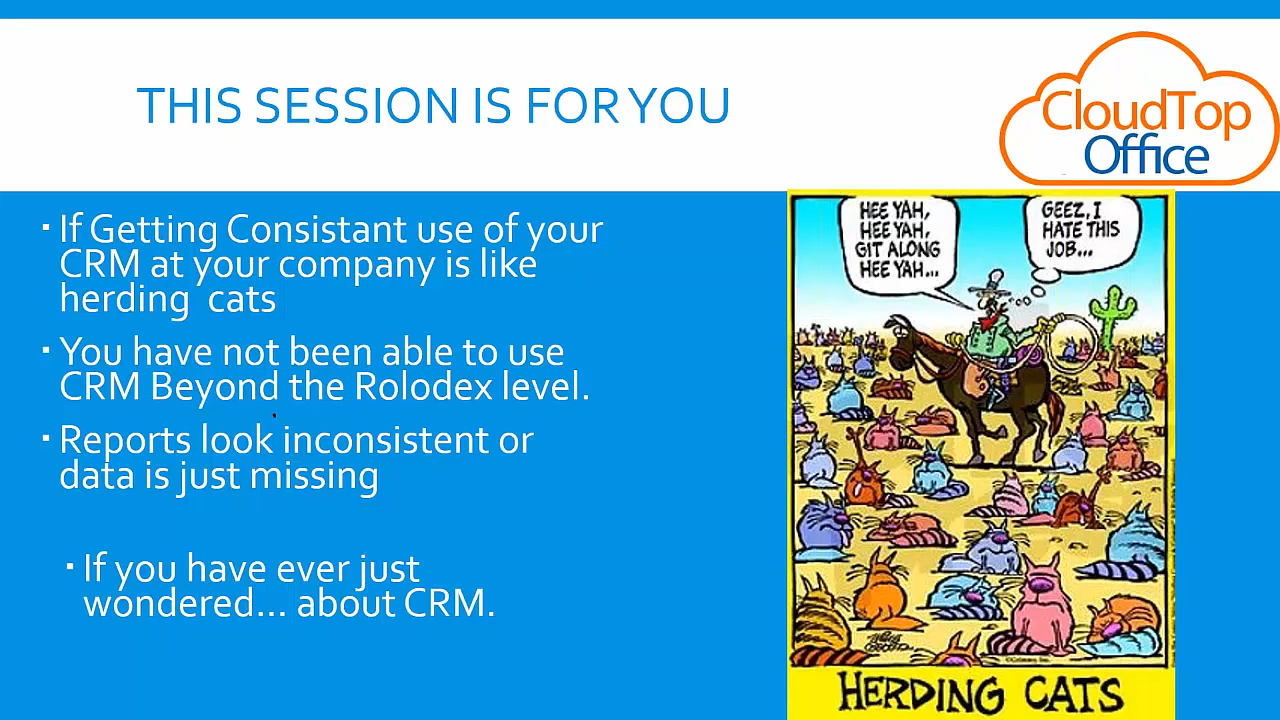 THIS SESSION IS FOR YOU
CloudTop
Office
▪ If Getting Consistant use of your
CRM at your company is like
herding cats
▪ You have not been able to use
CRM Beyond the Rolodex level.
▪ Reports look inconsistent or
data is just missing
▪ If you have ever just
wondered... about CRM.
HEE YAH,
HEE YAH,
GIT ALONG
HEE YAH...
GEEZ, I
HATE THIS
JOB...
HERDING CATS